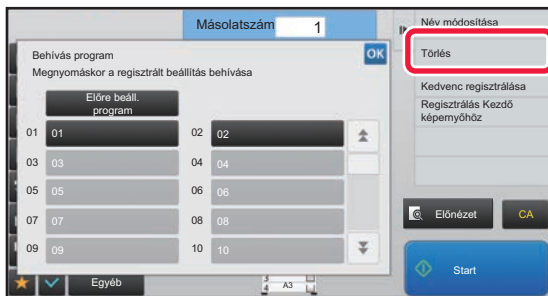 Másolatszám 1
Név módosítása
Törlés
Kedvenc regisztrálása
Regisztrálás Kezdő
képernyőhöz
Behívás program
OK
Megnyomáskor a regisztrált beállítás behívása
Előre beáll.
program
01 01 02 02
03 03 04 04
05 05 06 06
07 07 08 08
09 09 10 10
Előnézet CA
Start
Egyéb
A3